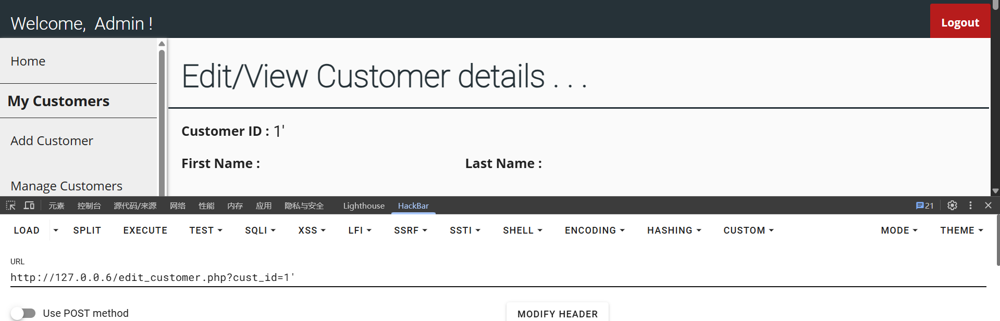 Welcome,  Admin !
Logout
Home
My Customers
Add Customer
Manage Customers
Edit/View Customer details . . .
Customer ID : 1'
First Name :
Last Name :
元素 控制台 源代码/来源 网络 性能 内存 应用 隐私与安全 Lighthouse HackBar 21
LOAD SPLIT EXECUTE TEST SQLI XSS LFI SSRF SSTI SHELL ENCODING HASHING CUSTOM MODE THEME
URL
http://127.0.0.6/edit_customer.php?cust_id=1'
Use POST method
MODIFY HEADER